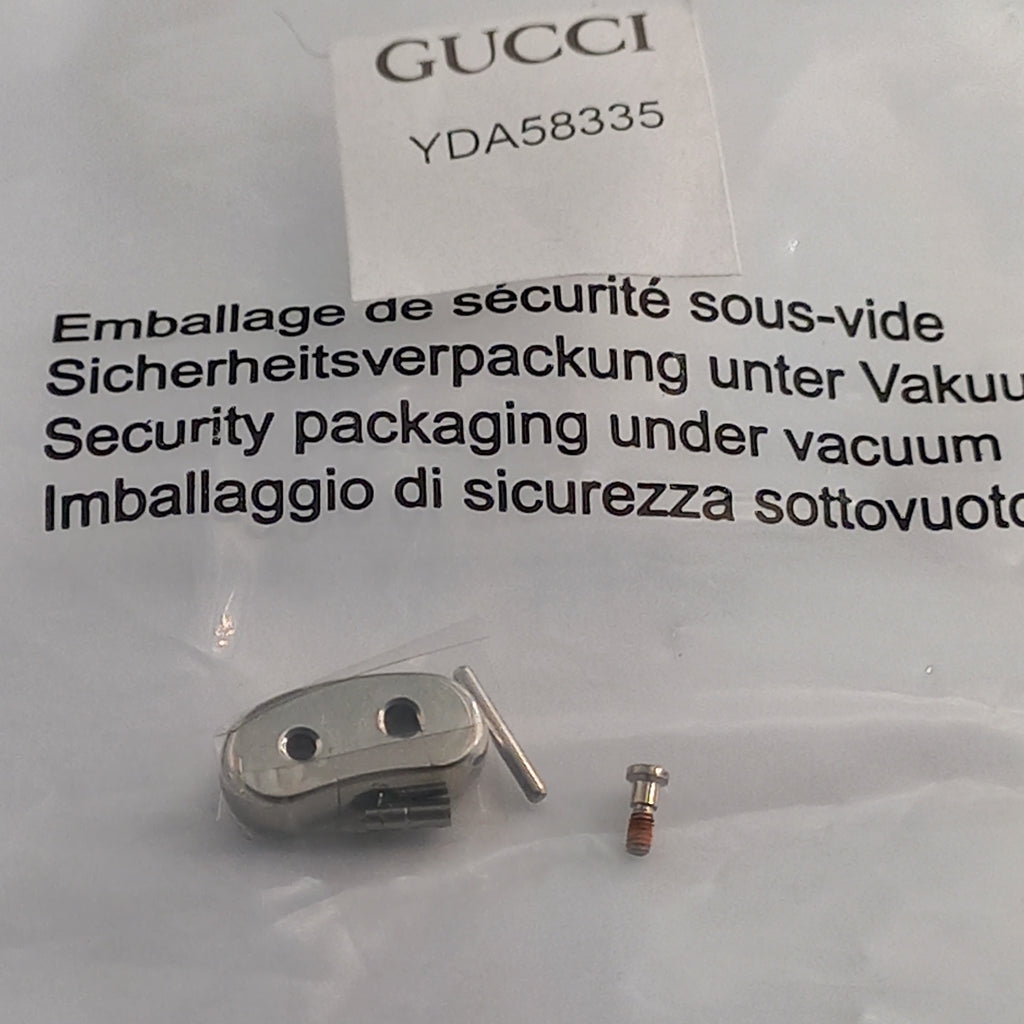 GUCCI
YDA58335
Emballage de sécurité sous-vide
Sicherheitsverpackung unter Vakuu
Security packaging under vacuum
Imballaggio di sicurezza sottovuoto